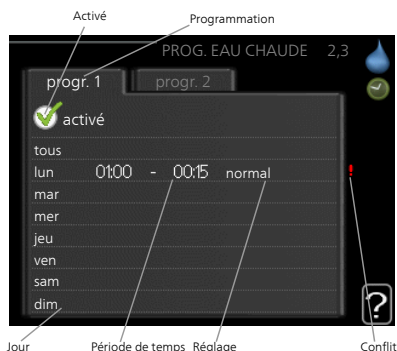 Activé
Programmation
PROG. EAU CHAUDE 2,3
progr. 1 progr. 2
activé
tous
lun 01:00 - 00:15 normal !
mar
mer
jeu
ven
sam
dim
?
Jour Période de temps Réglage Conflit